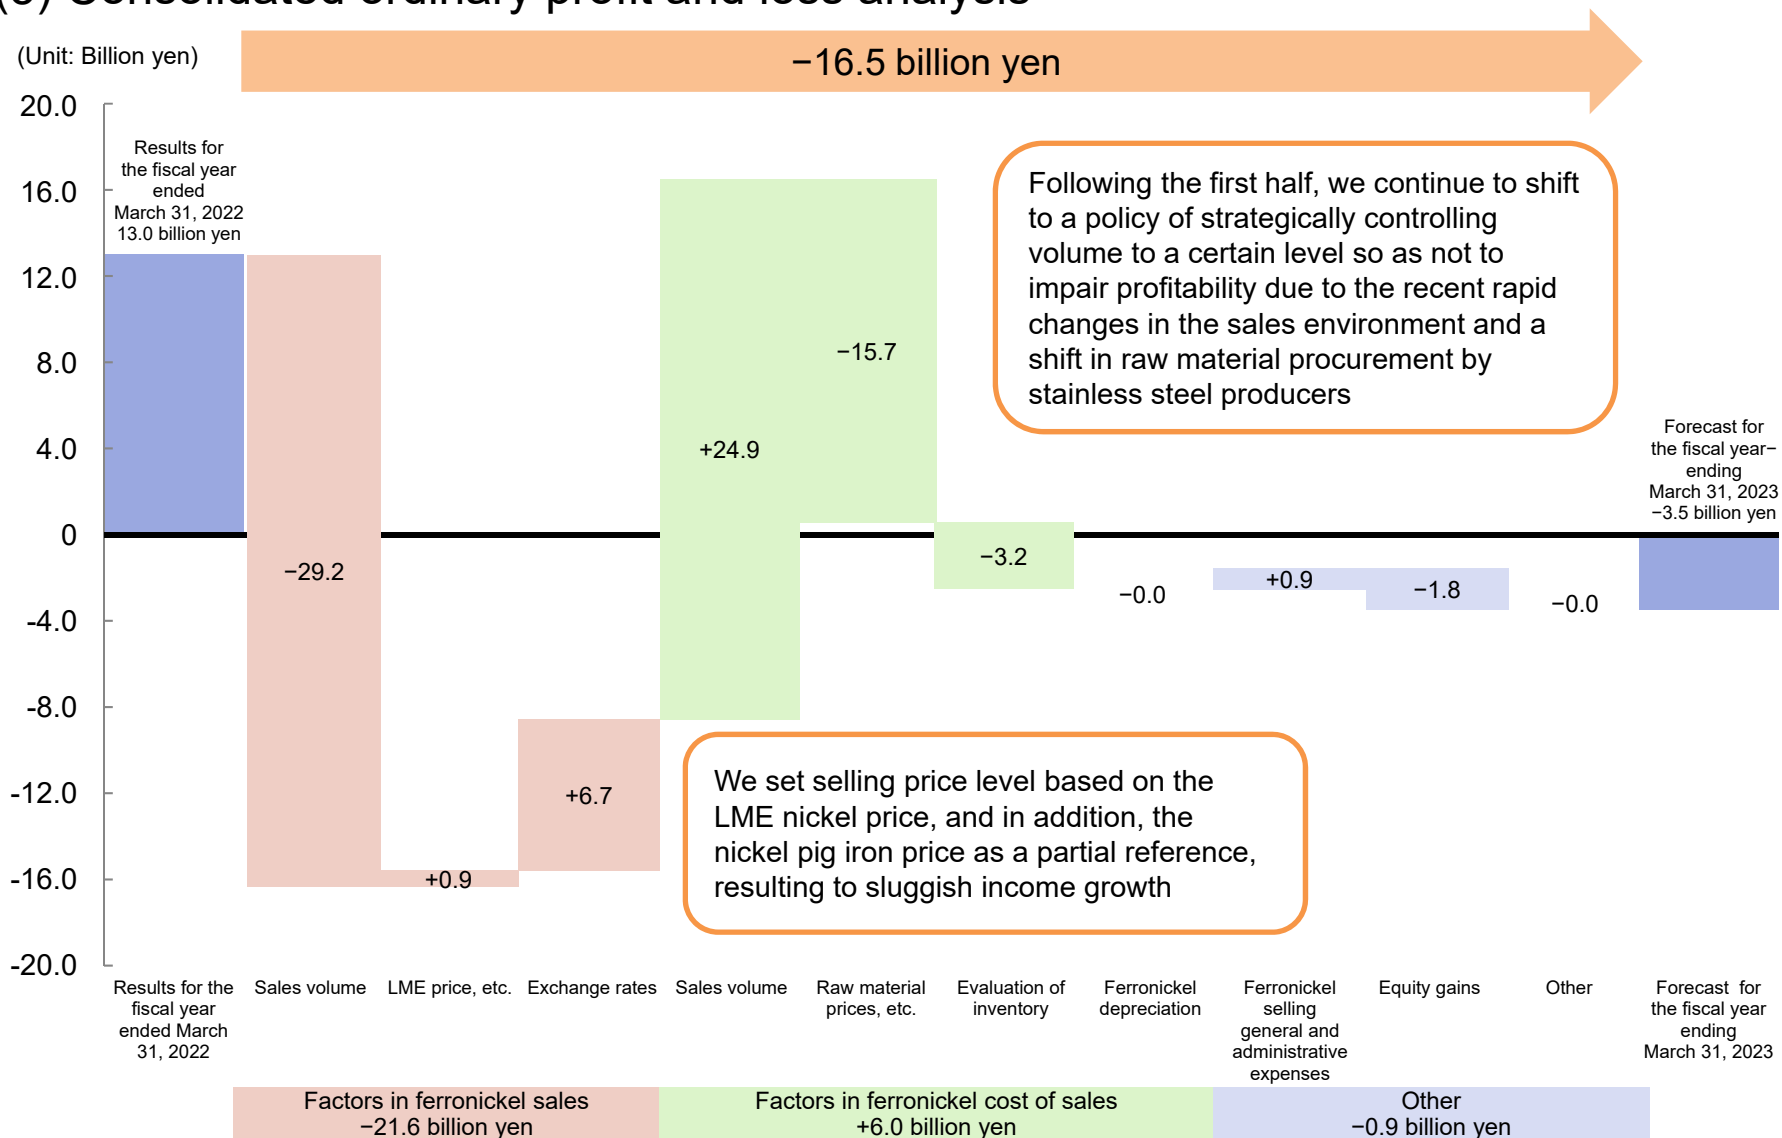 (3) Consolidated ordinary profit and loss analysis
(Unit: Billion yen)
−16.5 billion yen
20.0
16.0
12.0
8.0
4.0
0
-4.0
-8.0
-12.0
-16.0
-20.0
Results for
the fiscal year
ended
March 31, 2022
13.0 billion yen
−29.2
+0.9
+6.7
+24.9
−15.7
−3.2
−0.0
+0.9
−1.8
−0.0
Following the first half, we continue to shift
to a policy of strategically controlling
volume to a certain level so as not to
impair profitability due to the recent rapid
changes in the sales environment and a
shift in raw material procurement by
stainless steel producers
Forecast for
the fiscal year−
ending
March 31, 2023
−3.5 billion yen
We set selling price level based on the
LME nickel price, and in addition, the
nickel pig iron price as a partial reference,
resulting to sluggish income growth
Results for the
fiscal year
ended March
31, 2022
Sales volume
LME price, etc.
Exchange rates
Sales volume
Raw material
prices, etc.
Evaluation of
inventory
Ferronickel
depreciation
Ferronickel
selling
general and
administrative
expenses
Equity gains
Other
Forecast for
the fiscal year
ending
March 31, 2023
Factors in ferronickel sales
−21.6 billion yen
Factors in ferronickel cost of sales
+6.0 billion yen
Other
−0.9 billion yen